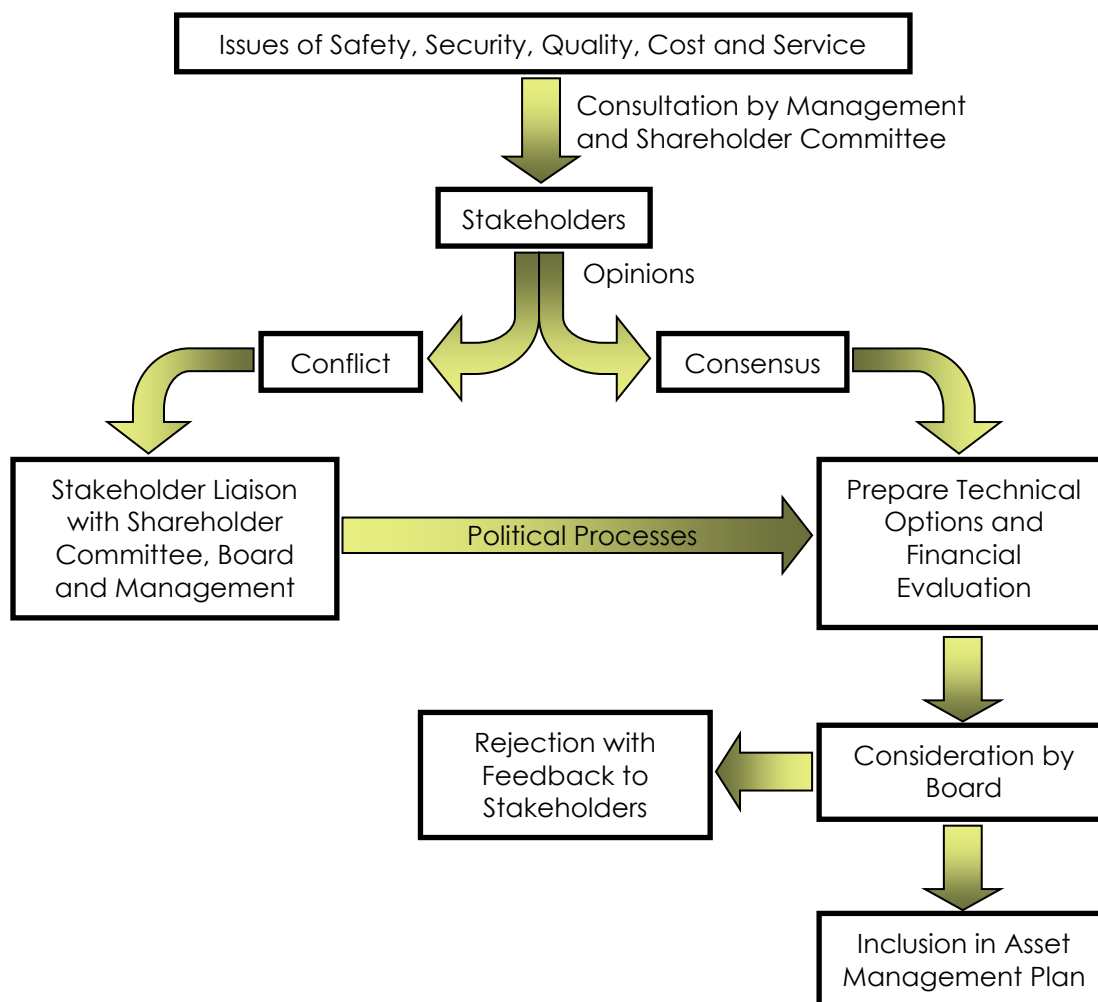 Issues of Safety, Security, Quality, Cost and Service
Consultation by Management
and Shareholder Committee
Stakeholders
Opinions
Conflict
Consensus
Stakeholder Liaison
with Shareholder
Committee, Board
and Management
Political Processes
Prepare Technical
Options and
Financial
Evaluation
Rejection with
Feedback to
Stakeholders
Consideration by
Board
Inclusion in Asset
Management Plan